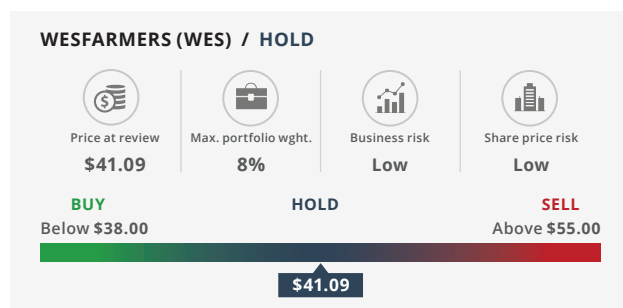 WESFARMERS (WES) / HOLD
$
Price at review Max. portfolio wght. Business risk Share price risk
$41.09 8% Low Low
BUY HOLD SELL
Below $38.00 Above $55.00
$41.09